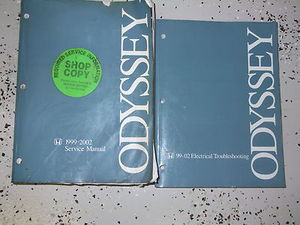 SHOP
COPY
1999-2002
Service Manual
ODYSSEY
'99-'02 Electrical Troubleshooting
ODYSSEY